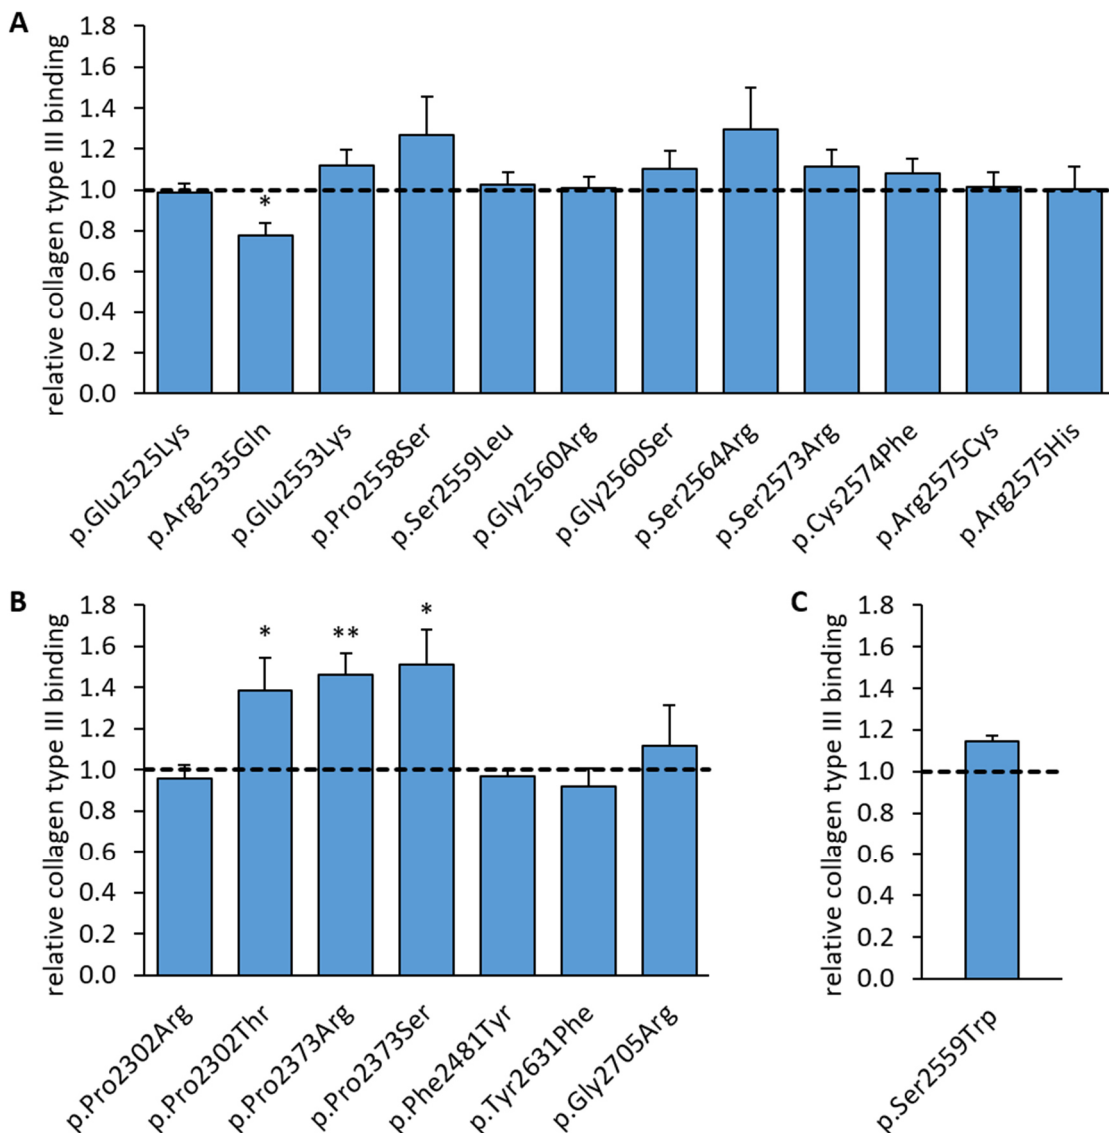 A
relative collagen type III binding
1.8
1.6
1.4
1.2
1.0
0.8
0.6
0.4
0.2
0.0
*
p.Glu2525Lys
p.Arg2535Gln
p.Glu2553Lys
p.Pro2558Ser
p.Ser2559Leu
p.Gly2560Arg
p.Gly2560Ser
p.Ser2564Arg
p.Ser2573Arg
p.Cys2574Phe
p.Arg2575Cys
p.Arg2575His
B
relative collagen type III binding
1.8
1.6
1.4
1.2
1.0
0.8
0.6
0.4
0.2
0.0
*
**
*
p.Pro2302Arg
p.Pro2302Thr
p.Pro2373Arg
p.Pro2373Ser
p.Phe2481Tyr
p.Tyr2631Phe
p.Gly2705Arg
C
relative collagen type III binding
1.8
1.6
1.4
1.2
1.0
0.8
0.6
0.4
0.2
0.0
p.Ser2559Trp